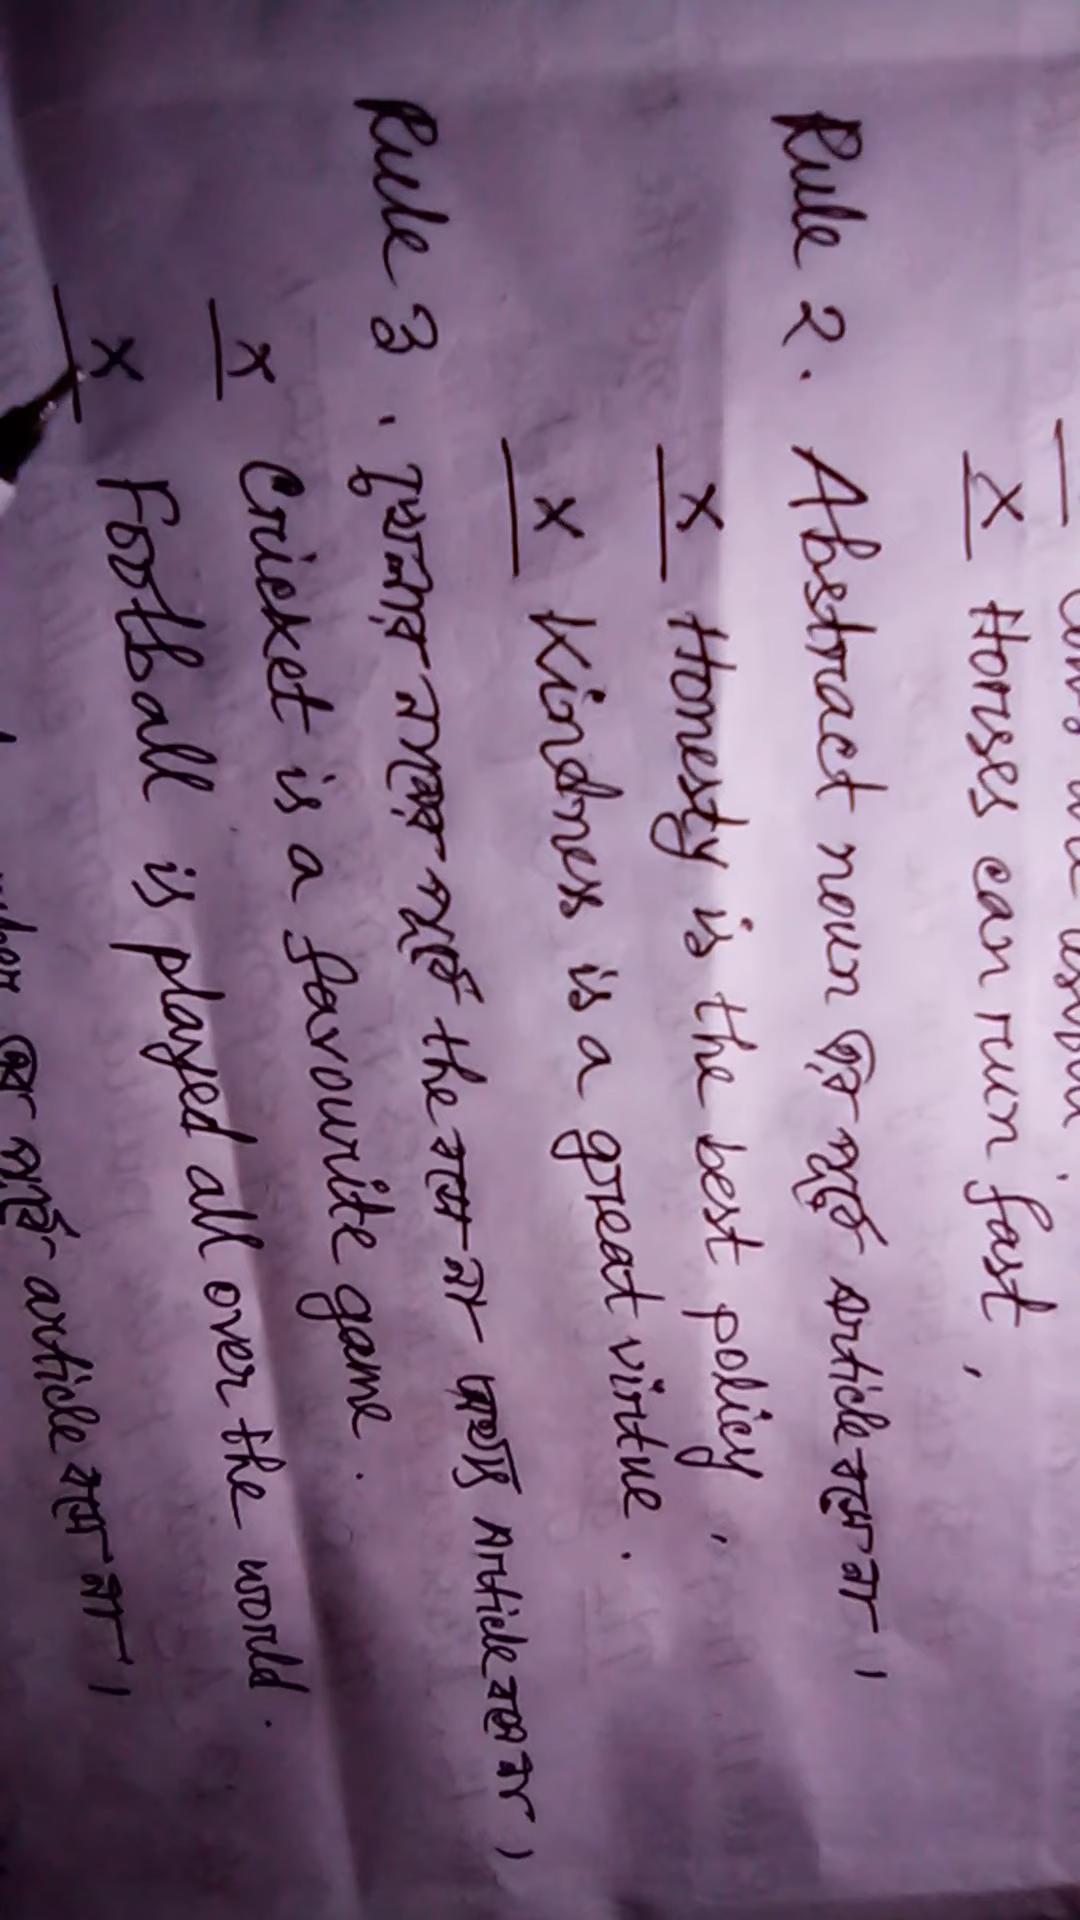 X Horses can run fast,
Rule 2. Abstract noun এর পূর্বে Article বসে না।
X Honesty is the best policy,
X Kindness is a great virtue.
Rule 3. খেলার নামের পূর্বে the বসে না Article বসে না।
X Cricket is a favourite game.
X Football is played all over the world.
এর পূর্বে article বসে না।